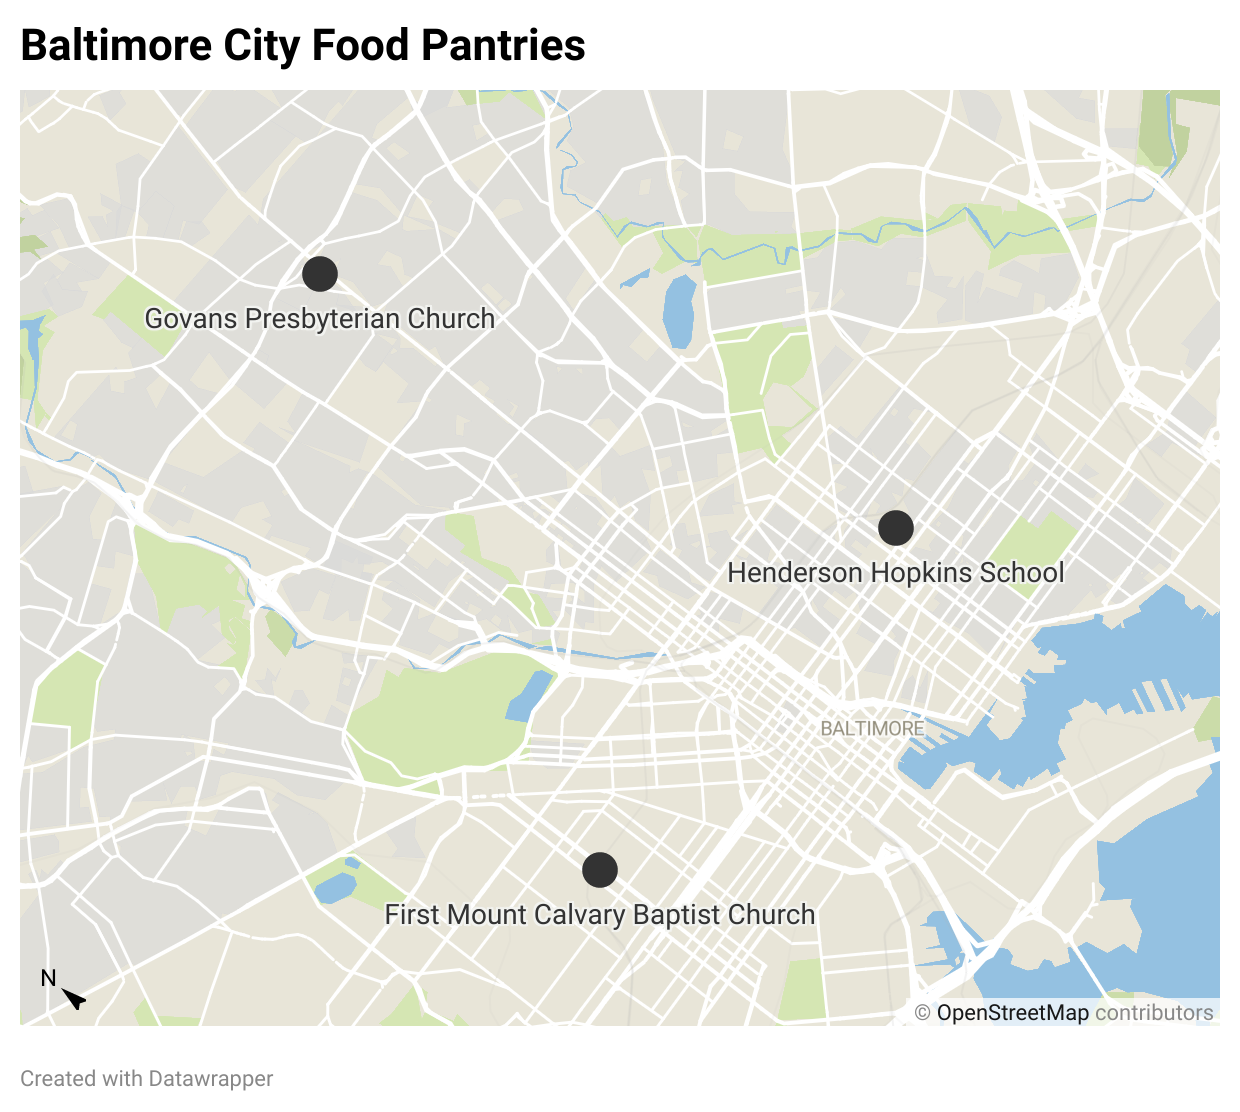 Baltimore City Food Pantries
Govans Presbyterian Church
Henderson Hopkins School
BALTIMORE
First Mount Calvary Baptist Church
N
© OpenStreetMap contributors
Created with Datawrapper